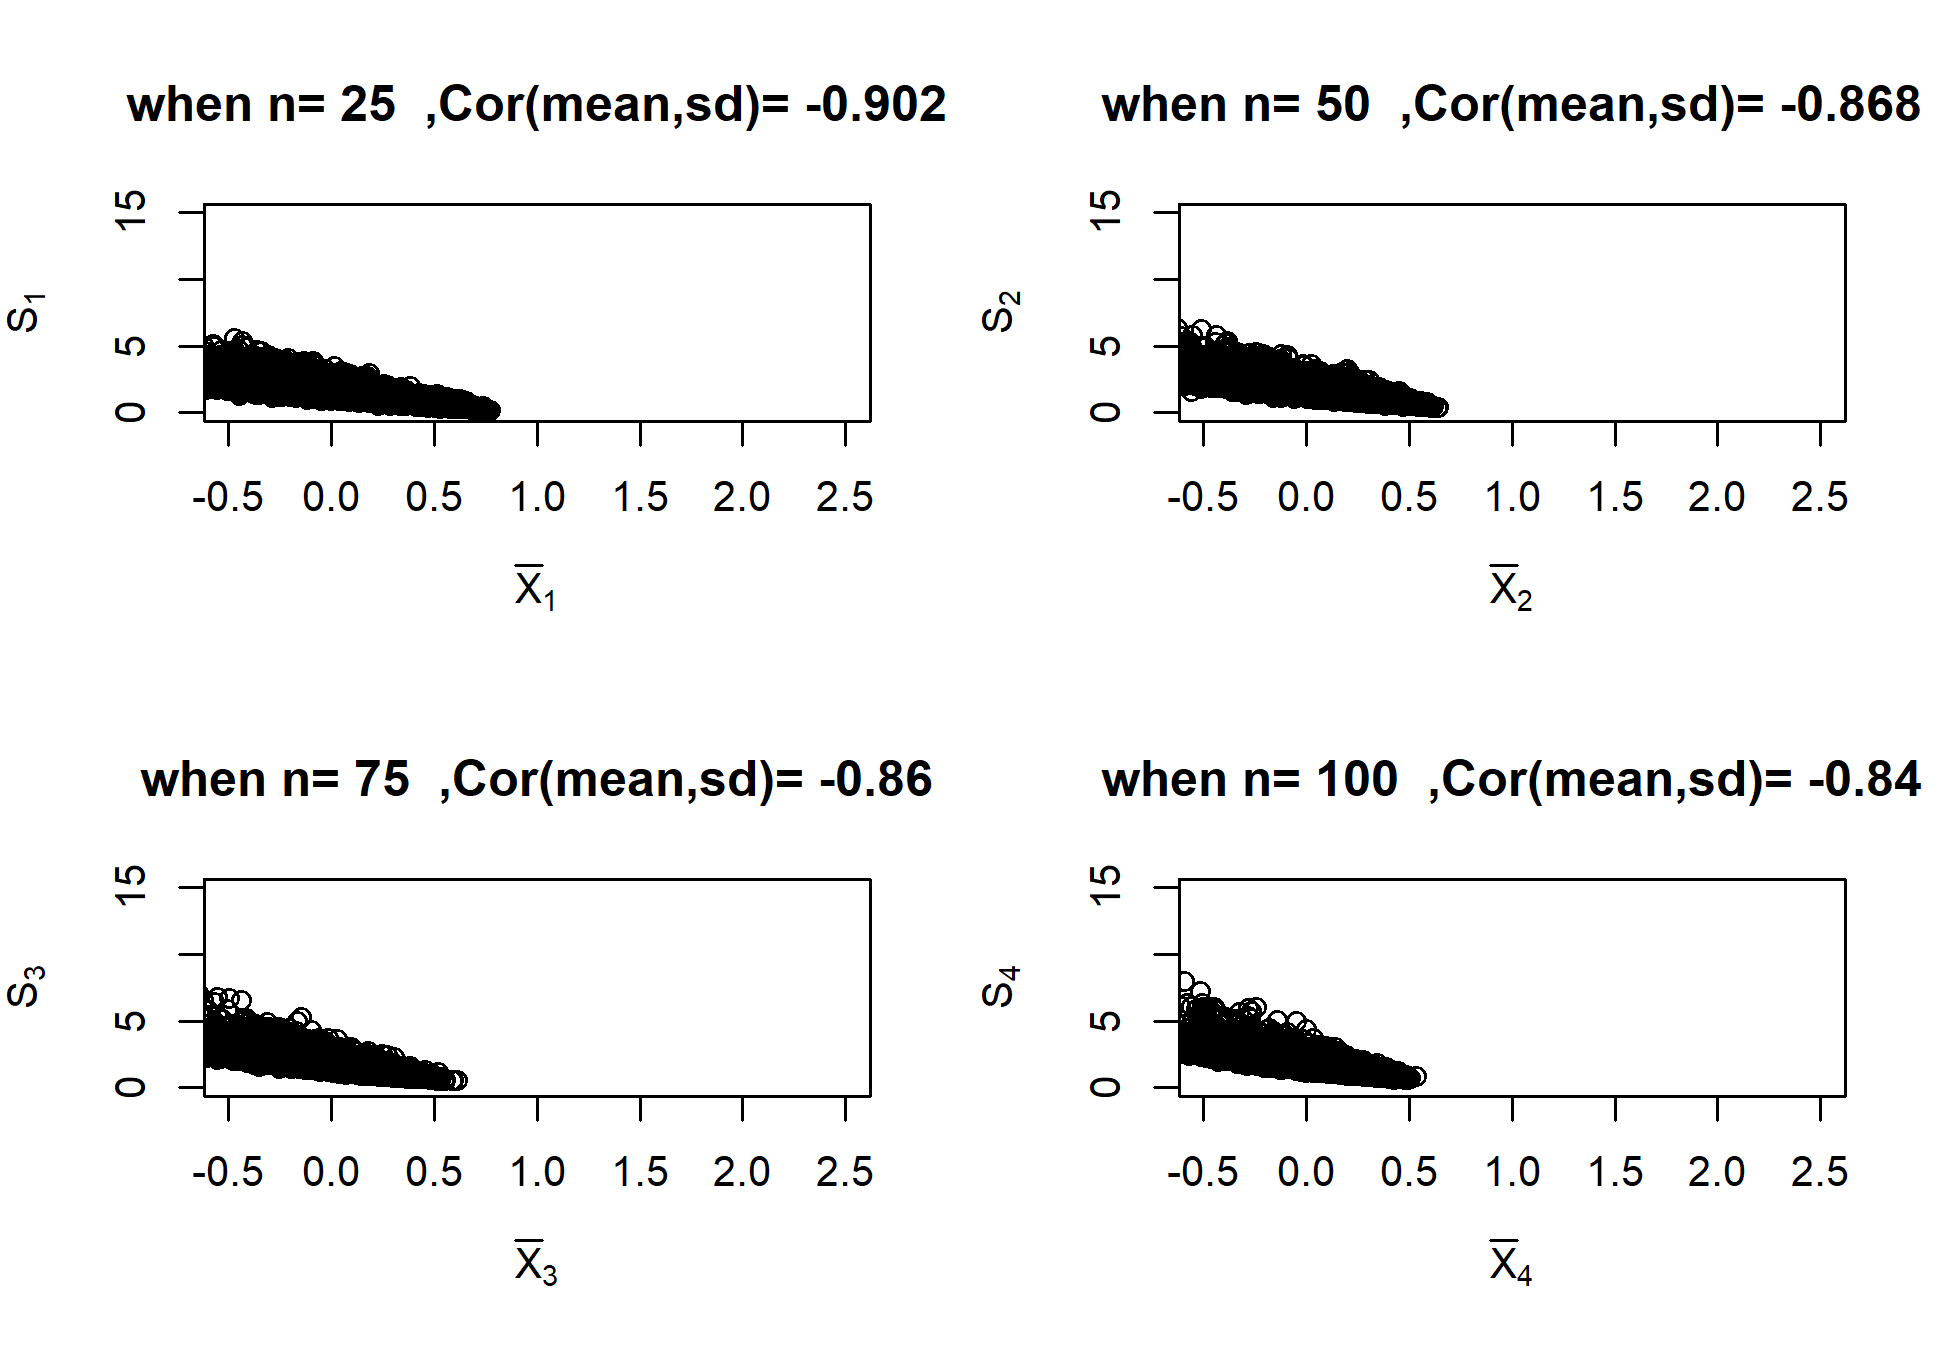 when n= 25  ,Cor(mean,sd)= -0.902
S1
15
5
0
-0.5 0.0 0.5 1.0 1.5 2.0 2.5
X̅1
when n= 50  ,Cor(mean,sd)= -0.868
S2
15
5
0
-0.5 0.0 0.5 1.0 1.5 2.0 2.5
X̅2
when n= 75  ,Cor(mean,sd)= -0.86
S3
15
5
0
-0.5 0.0 0.5 1.0 1.5 2.0 2.5
X̅3
when n= 100  ,Cor(mean,sd)= -0.84
S4
15
5
0
-0.5 0.0 0.5 1.0 1.5 2.0 2.5
X̅4